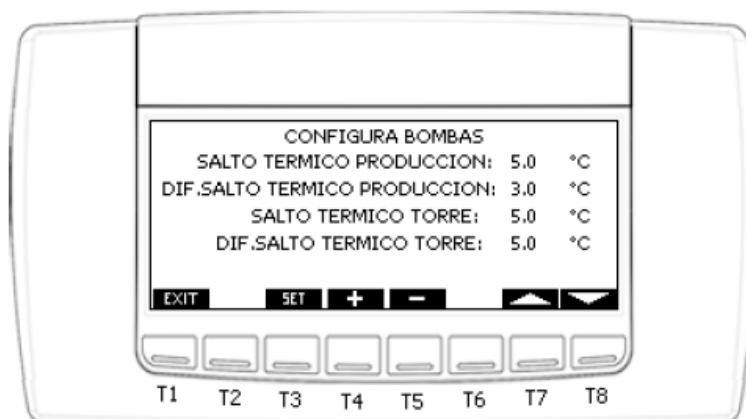 CONFIGURA BOMBAS
SALTO TERMICO PRODUCCION: 5.0 °C
DIF.SALTO TERMICO PRODUCCION: 3.0 °C
SALTO TERMICO TORRE: 5.0 °C
DIF.SALTO TERMICO TORRE: 5.0 °C
EXIT SET + -
T1 T2 T3 T4 T5 T6 T7 T8